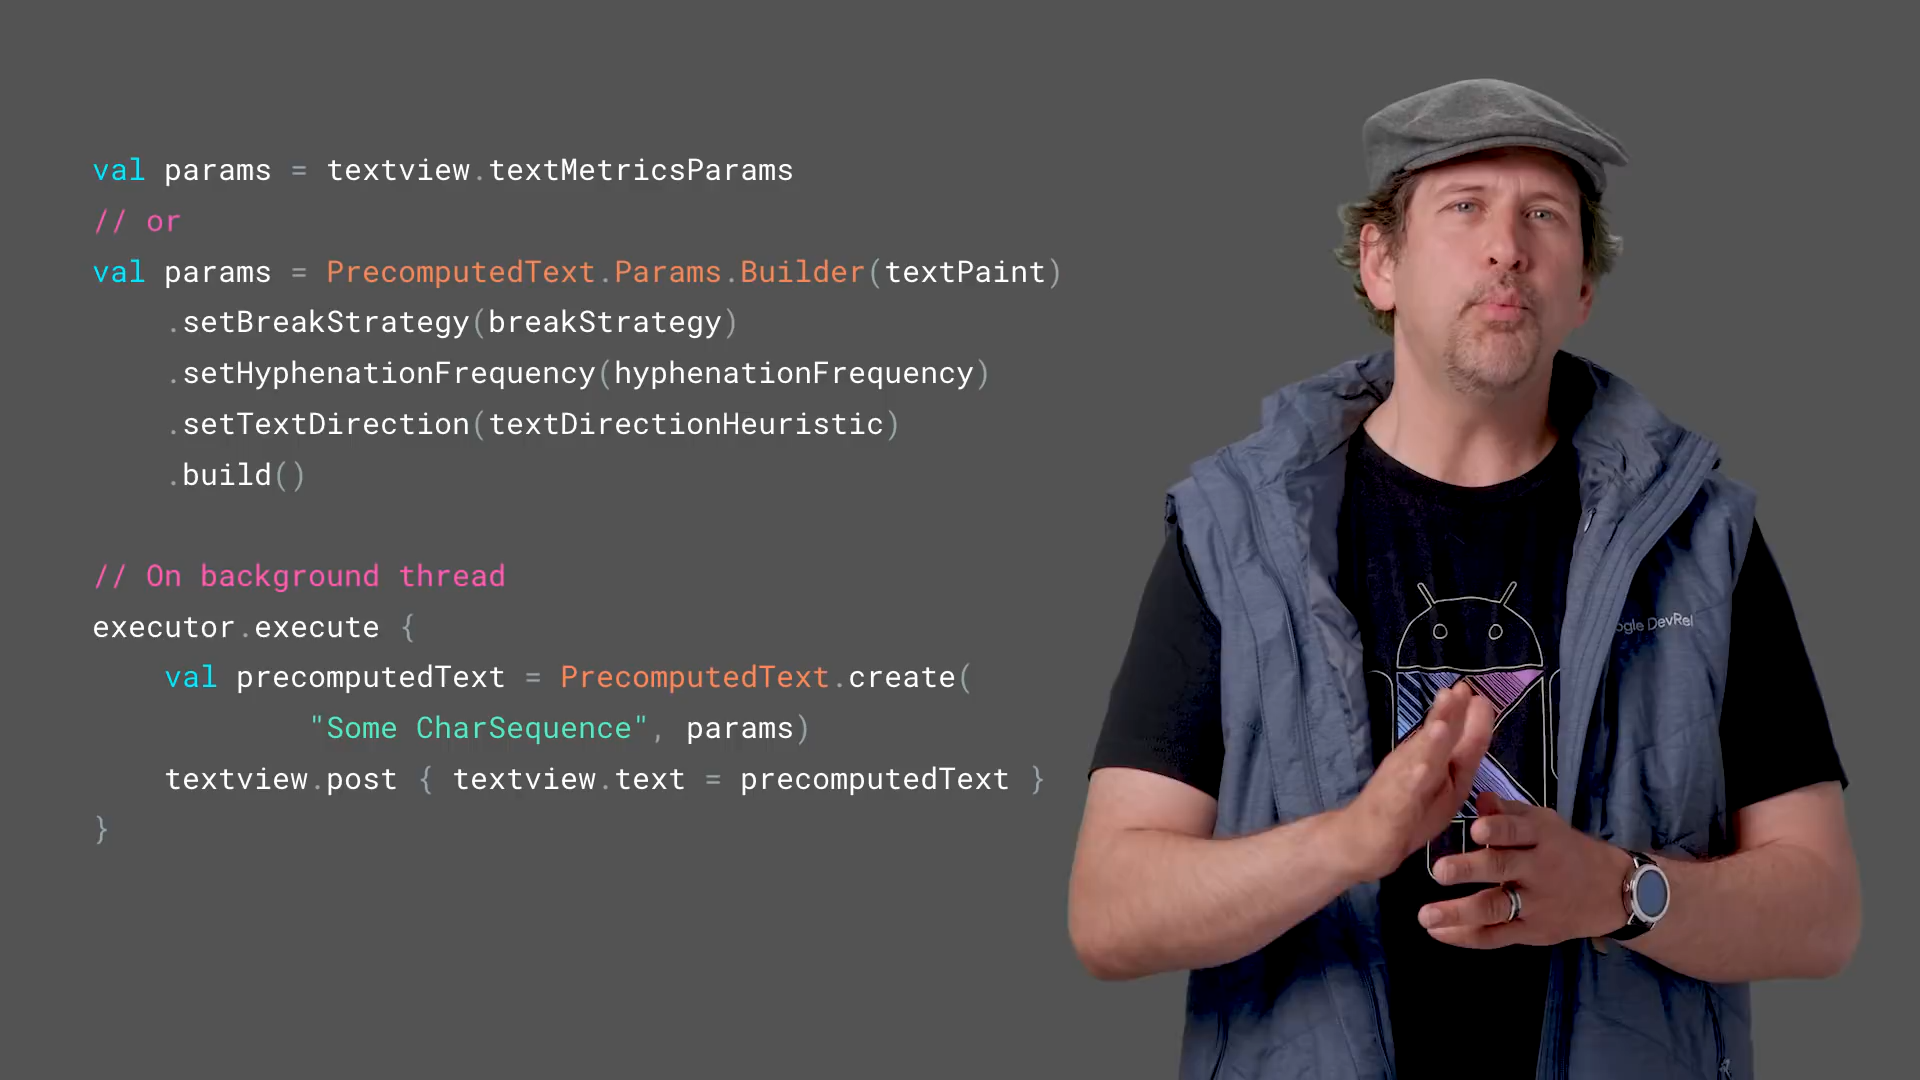 val params = textview.textMetricsParams
// or
val params = PrecomputedText.Params.Builder(textPaint)
.setBreakStrategy(breakStrategy)
.setHyphenationFrequency(hyphenationFrequency)
.setTextDirection(textDirectionHeuristic)
.build()
// On background thread
executor.execute {
val precomputedText = PrecomputedText.create(
"Some CharSequence", params)
textview.post { textview.text = precomputedText }
}
ogle DevRel